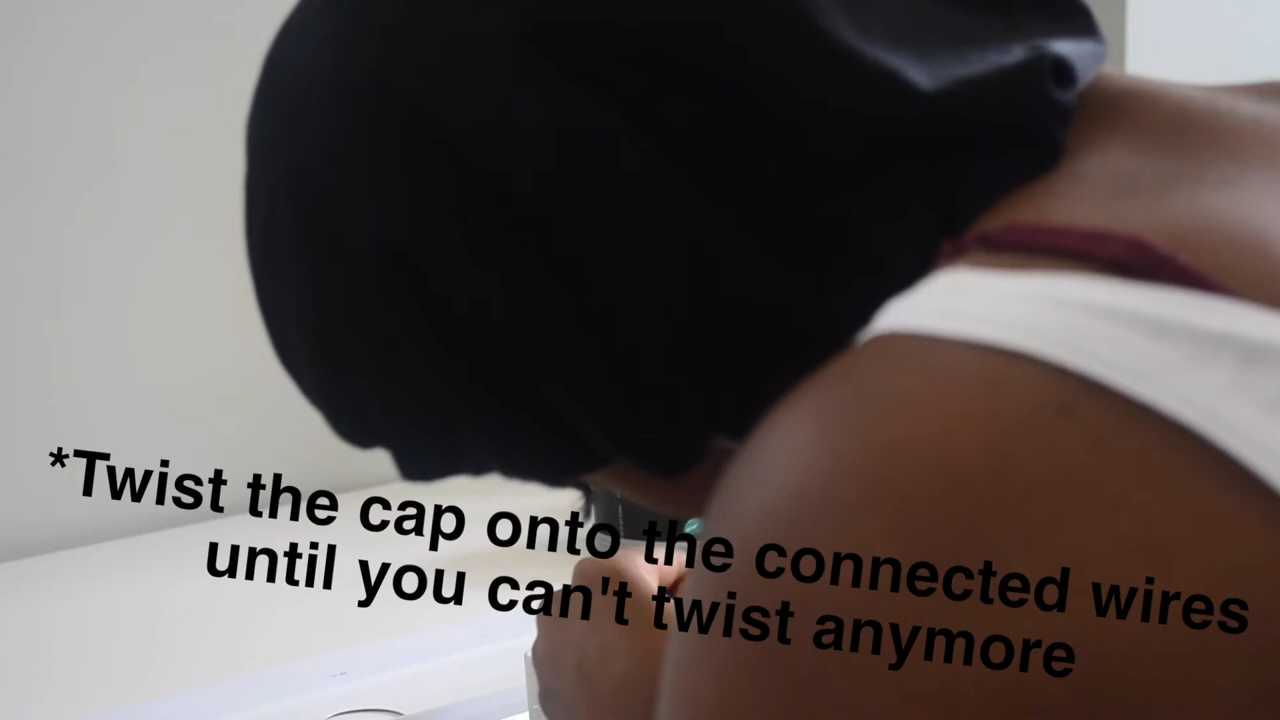 *Twist the cap onto the connected wires
until you can't twist anymore